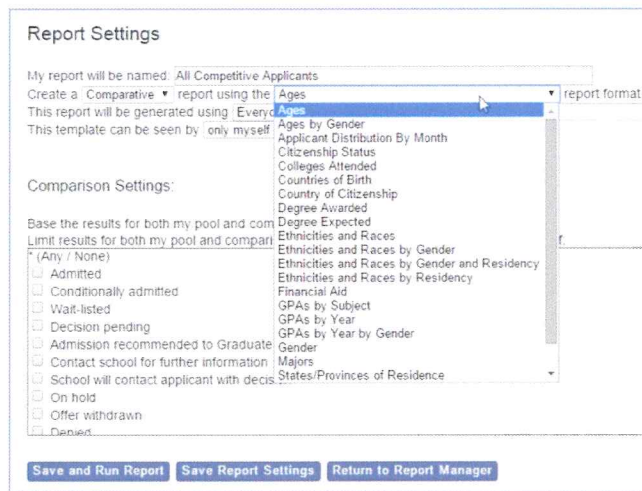 Report Settings
My report will be named: All Competitive Applicants
Create a Comparative report using the Ages report format
This report will be generated using
This template can be seen by only myself
Ages
Ages by Gender
Applicant Distribution By Month
Citizenship Status
Colleges Attended
Countries of Birth
Country of Citizenship
Degree Awarded
Degree Expected
Ethnicities and Races
Ethnicities and Races by Gender
Ethnicities and Races by Gender and Residency
Ethnicities and Races by Residency
Financial Aid
GPAs by Subject
GPAs by Year
GPAs by Year by Gender
Gender
Majors
States/Provinces of Residence
Comparison Settings:
Base the results for both my pool and
Limit results for both my pool and
* (Any / None)
Admitted
Conditionally admitted
Wait-listed
Decision pending
Admission recommended to Graduate
Contact school for further information
School will contact applicant with
On hold
Offer withdrawn
Denied
Save and Run Report Save Report Settings Return to Report Manager